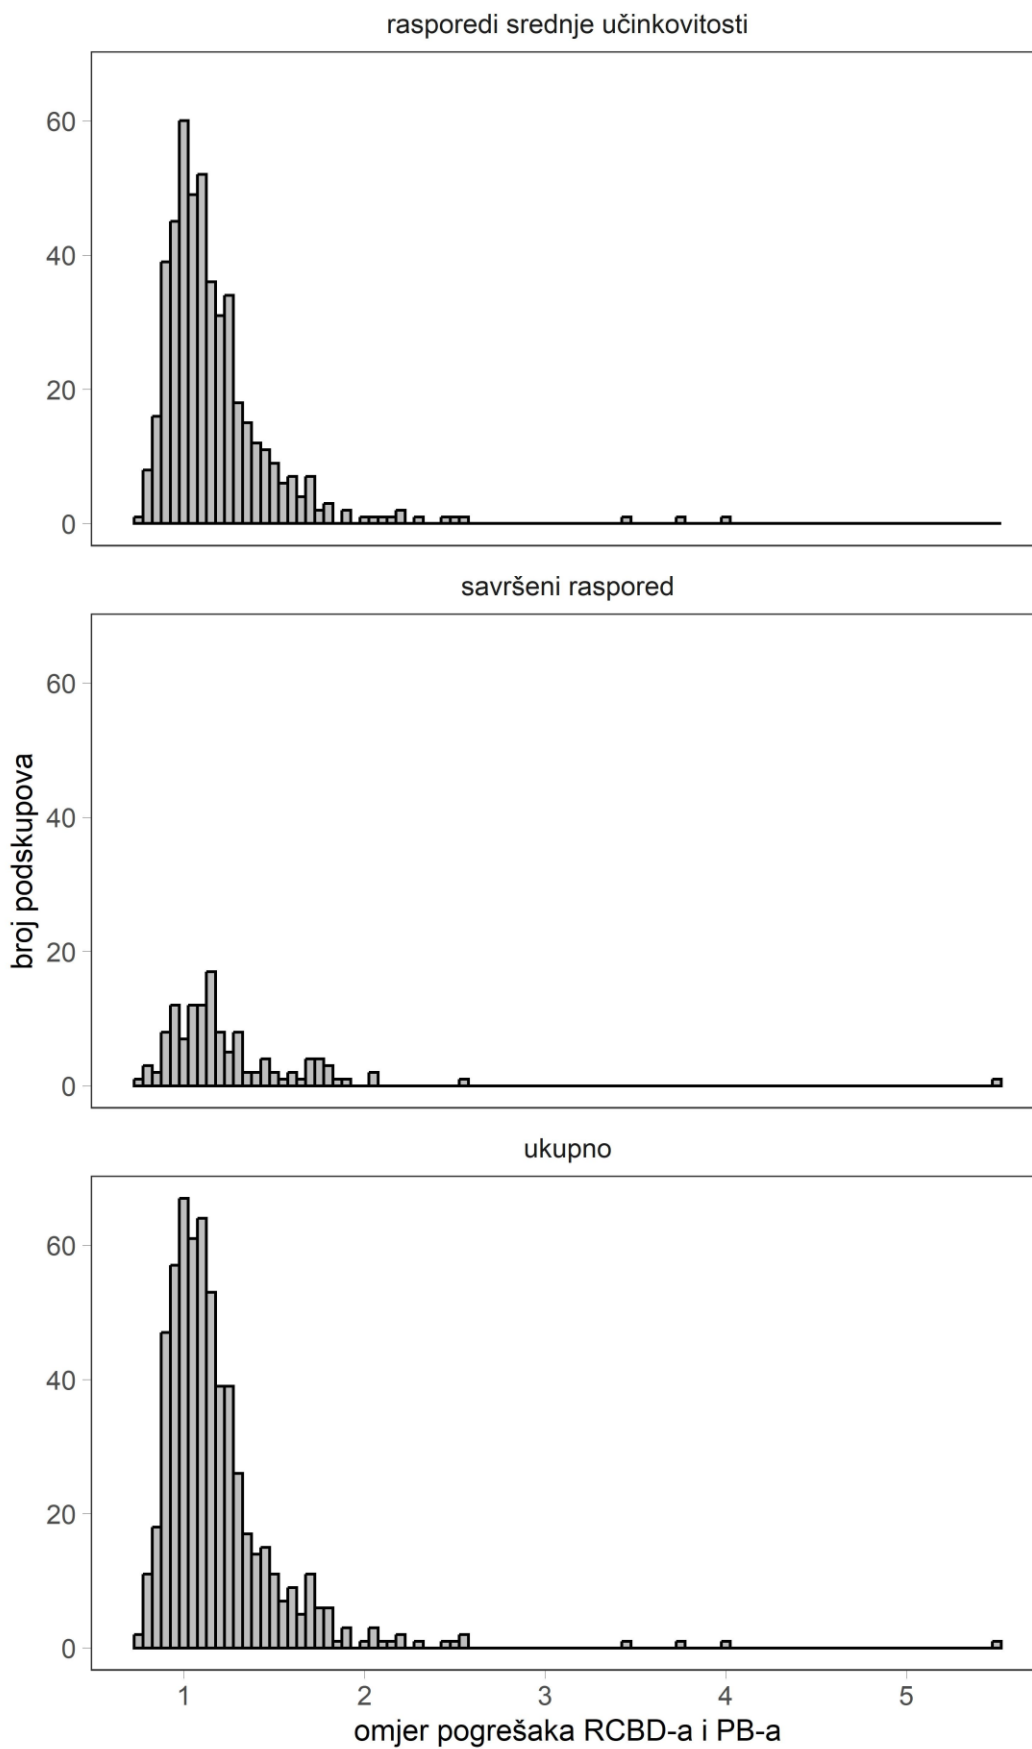 rasporedi srednje učinkovitosti
60
40
20
0
savršeni raspored
60
40
20
0
broj podskupova
ukupno
60
40
20
0
1 2 3 4 5
omjer pogrešaka RCBD-a i PB-a